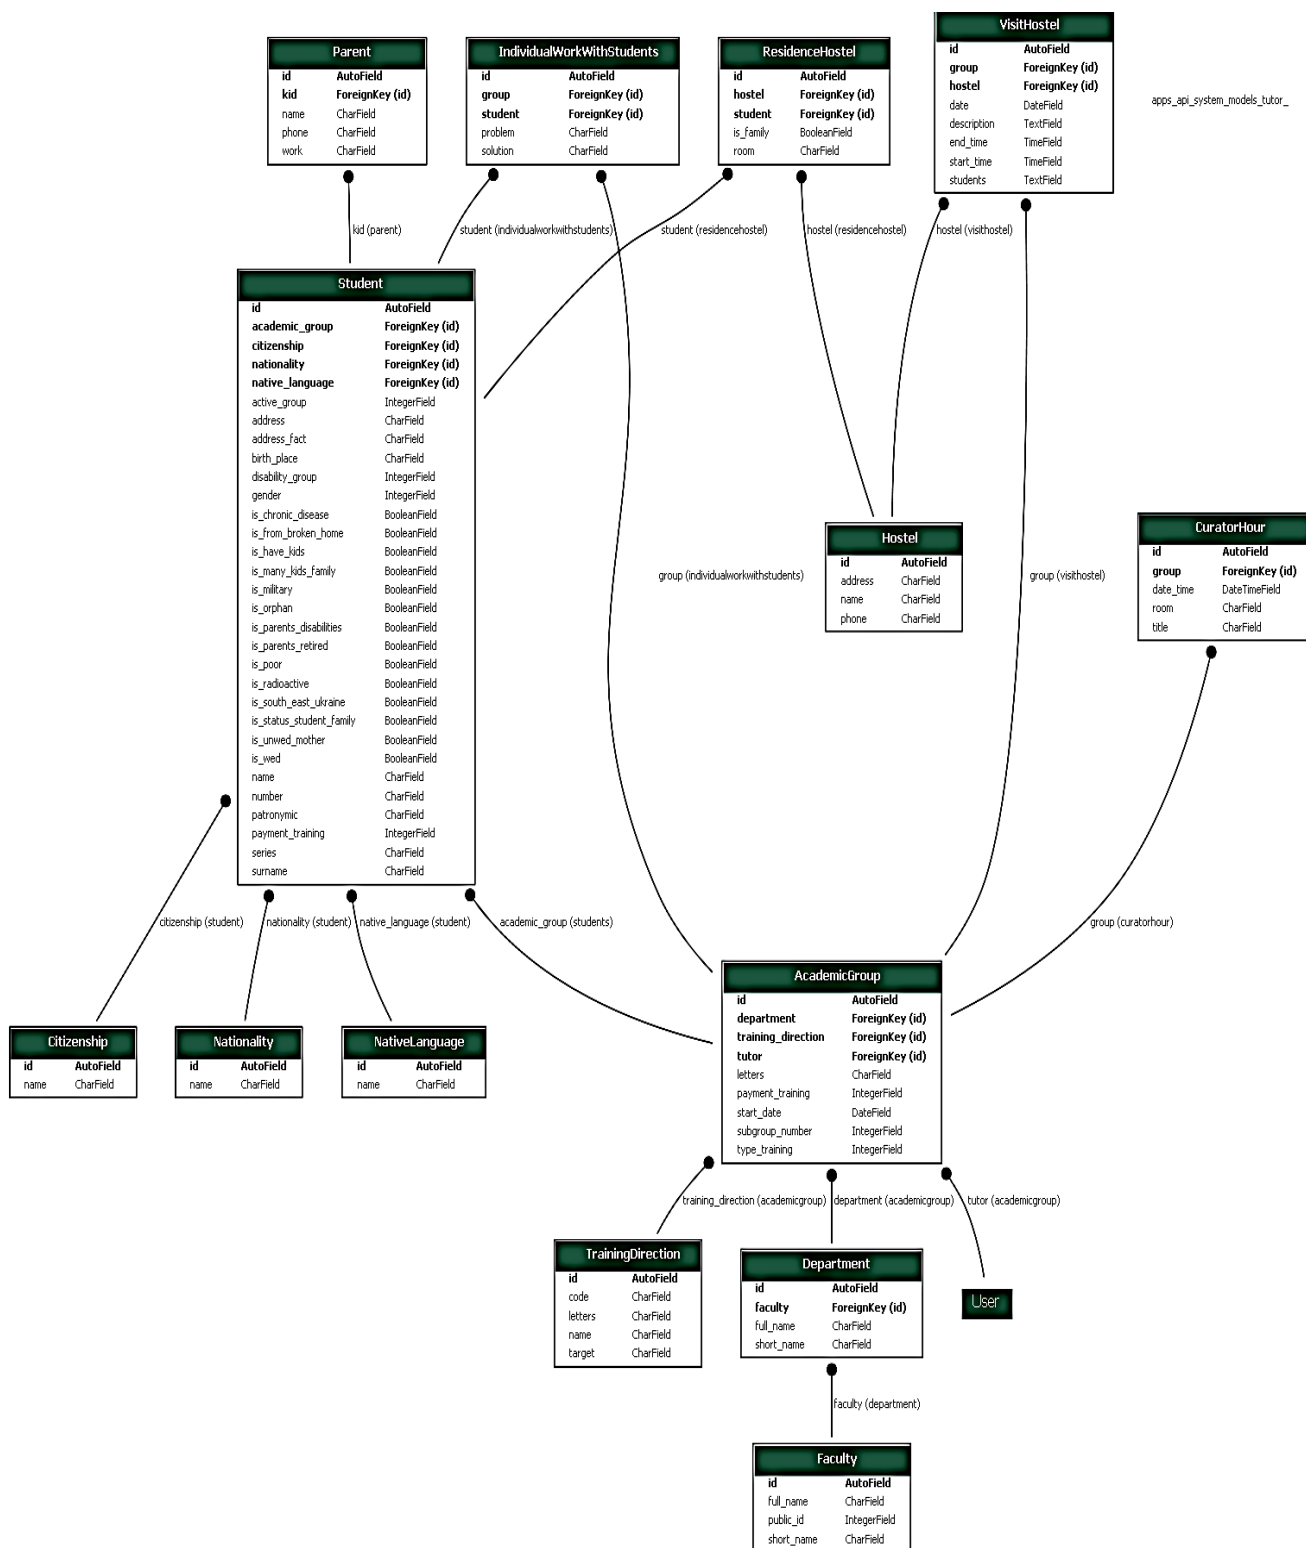 VisitHostel
id AutoField
group ForeignKey (id)
hostel ForeignKey (id)
date DateField
description TextField
end_time TimeField
start_time TimeField
students TextField
Parent
id AutoField
kid ForeignKey (id)
name CharField
phone CharField
work CharField
IndividualWorkWithStudents
id AutoField
group ForeignKey (id)
student ForeignKey (id)
problem CharField
solution CharField
ResidenceHostel
id AutoField
hostel ForeignKey (id)
student ForeignKey (id)
is_family BooleanField
room CharField
apps_api_system_models_tutor_
kid (parent)
student (individualworkwithstudents)
student (residencehostel)
hostel (residencehostel)
hostel (visithostel)
Student
id AutoField
academic_group ForeignKey (id)
citizenship ForeignKey (id)
nationality ForeignKey (id)
native_language ForeignKey (id)
active_group IntegerField
address CharField
address_fact CharField
birth_place CharField
disability_group IntegerField
gender IntegerField
is_chronic_disease BooleanField
is_from_broken_home BooleanField
is_have_kids BooleanField
is_many_kids_family BooleanField
is_military BooleanField
is_orphan BooleanField
is_parents_disabilities BooleanField
is_parents_retired BooleanField
is_poor BooleanField
is_radioactive BooleanField
is_south_east_ukraine BooleanField
is_status_student_family BooleanField
is_unwed_mother BooleanField
is_wed BooleanField
name CharField
number CharField
patronymic CharField
payment_training IntegerField
series CharField
surname CharField
group (individualworkwithstudents)
Hostel
id AutoField
address CharField
name CharField
phone CharField
group (visithostel)
CuratorHour
id AutoField
group ForeignKey (id)
date_time DateTimeField
room CharField
title CharField
citizenship (student)
nationality (student)
native_language (student)
academic_group (students)
group (curatorhour)
Citizenship
id AutoField
name CharField
Nationality
id AutoField
name CharField
NativeLanguage
id AutoField
name CharField
AcademicGroup
id AutoField
department ForeignKey (id)
training_direction ForeignKey (id)
tutor ForeignKey (id)
letters CharField
payment_training IntegerField
start_date DateField
subgroup_number IntegerField
type_training IntegerField
training_direction (academicgroup)
department (academicgroup)
tutor (academicgroup)
TrainingDirection
id AutoField
code CharField
letters CharField
name CharField
target CharField
Department
id AutoField
faculty ForeignKey (id)
full_name CharField
short_name CharField
User
faculty (department)
Faculty
id AutoField
full_name CharField
public_id IntegerField
short_name CharField